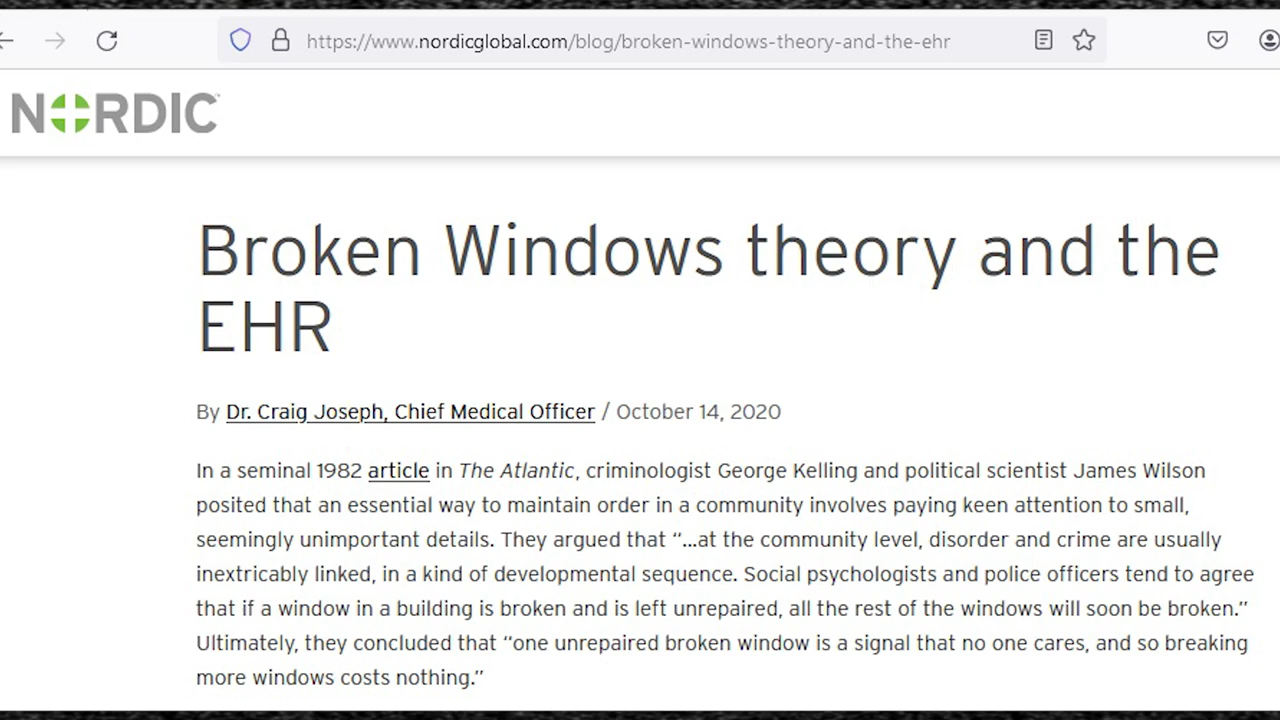 https://www.nordicglobal.com/blog/broken-windows-theory-and-the-ehr
NORDIC
Broken Windows theory and the
EHR
By Dr. Craig Joseph, Chief Medical Officer / October 14, 2020
In a seminal 1982 article in The Atlantic, criminologist George Kelling and political scientist James Wilson
posited that an essential way to maintain order in a community involves paying keen attention to small,
seemingly unimportant details. They argued that “...at the community level, disorder and crime are usually
inextricably linked, in a kind of developmental sequence. Social psychologists and police officers tend to agree
that if a window in a building is broken and is left unrepaired, all the rest of the windows will soon be broken.”
Ultimately, they concluded that “one unrepaired broken window is a signal that no one cares, and so breaking
more windows costs nothing.”